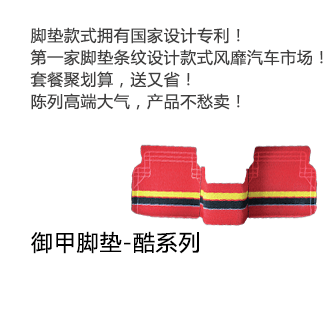 脚垫款式拥有国家设计专利！
第一家脚垫条纹设计款式风靡汽车市场！
套餐聚划算，送又省！
陈列高端大气，产品不愁卖！
御甲脚垫-酷系列